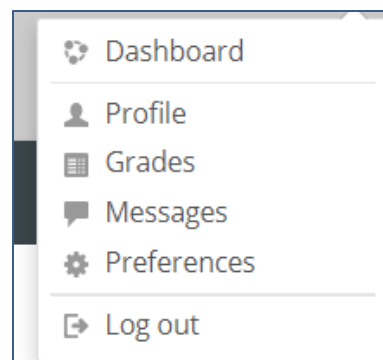 Dashboard
Profile
Grades
Messages
Preferences
Log out